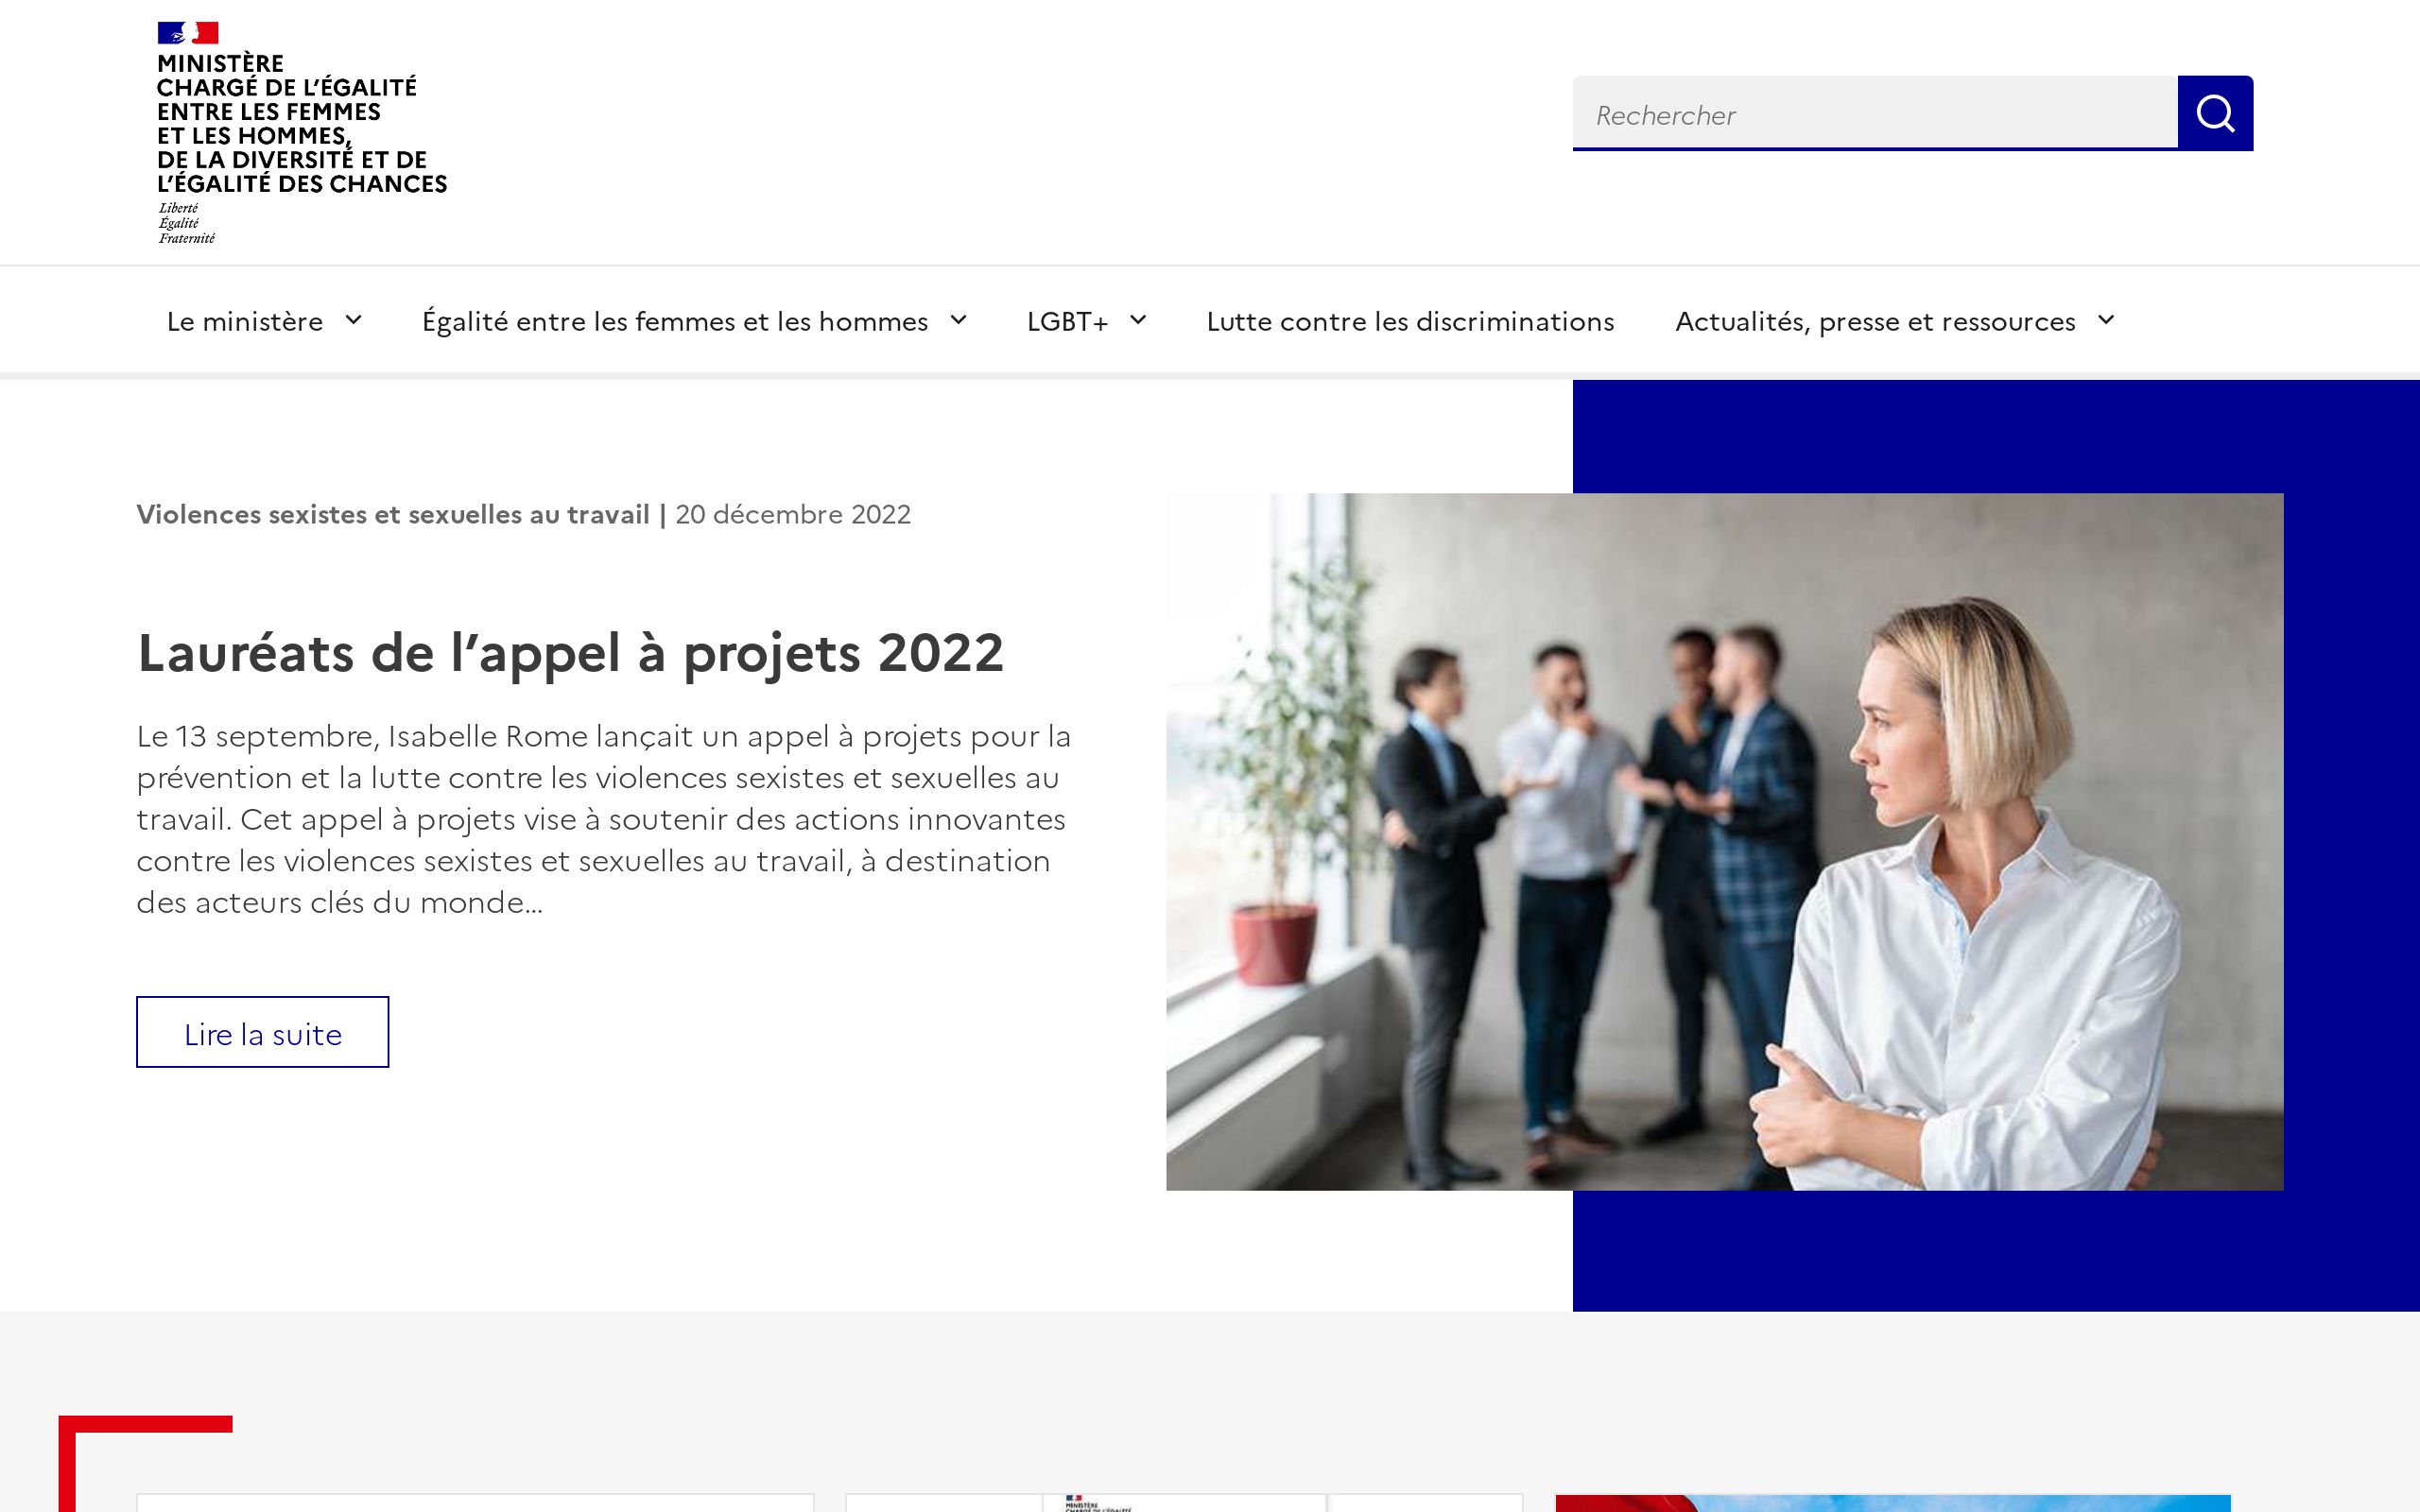 MINISTÈRE
CHARGÉ DE L'ÉGALITÉ
ENTRE LES FEMMES
ET LES HOMMES,
DE LA DIVERSITÉ ET DE
L'ÉGALITÉ DES CHANCES
Liberté
Égalité
Fraternité
Rechercher
Le ministère
Égalité entre les femmes et les hommes
LGBT+
Lutte contre les discriminations
Actualités, presse et ressources
Violences sexistes et sexuelles au travail | 20 décembre 2022
Lauréats de l’appel à projets 2022
Le 13 septembre, Isabelle Rome lançait un appel à projets pour la
prévention et la lutte contre les violences sexistes et sexuelles au
travail. Cet appel à projets vise à soutenir des actions innovantes
contre les violences sexistes et sexuelles au travail, à destination
des acteurs clés du monde…
Lire la suite
MINISTÈRE